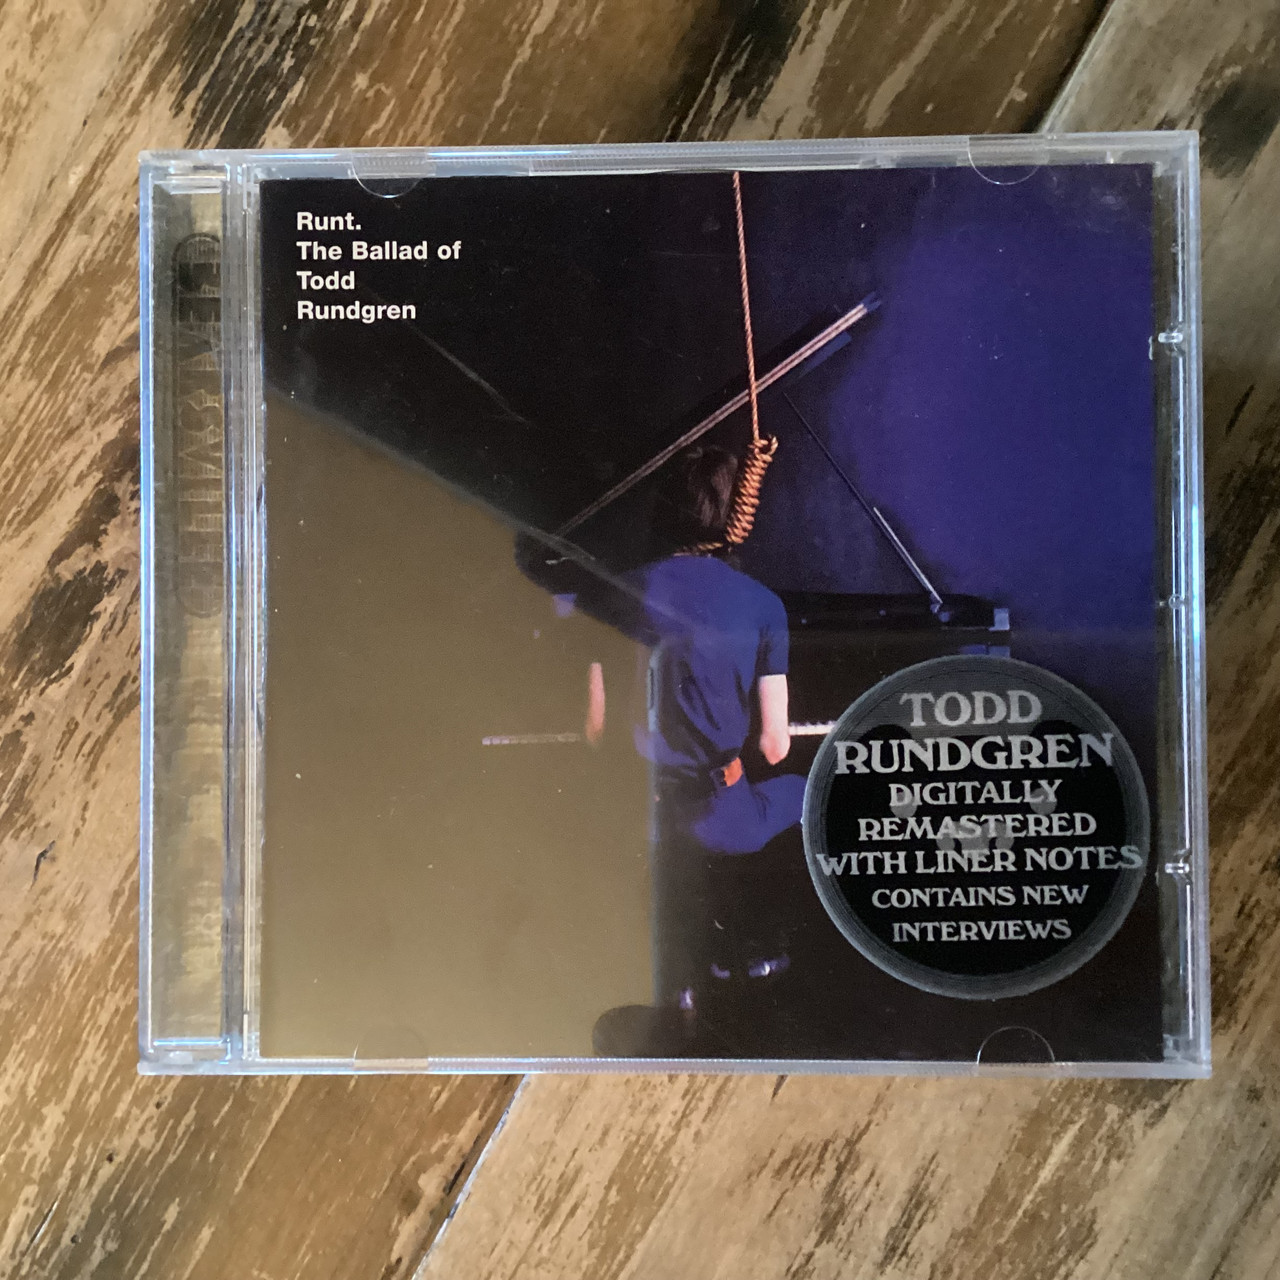 Runt.
The Ballad of
Todd
Rundgren
TODD
RUNDGREN
DIGITALLY
REMASTERED
WITH LINER NOTES
CONTAINS NEW
INTERVIEWS